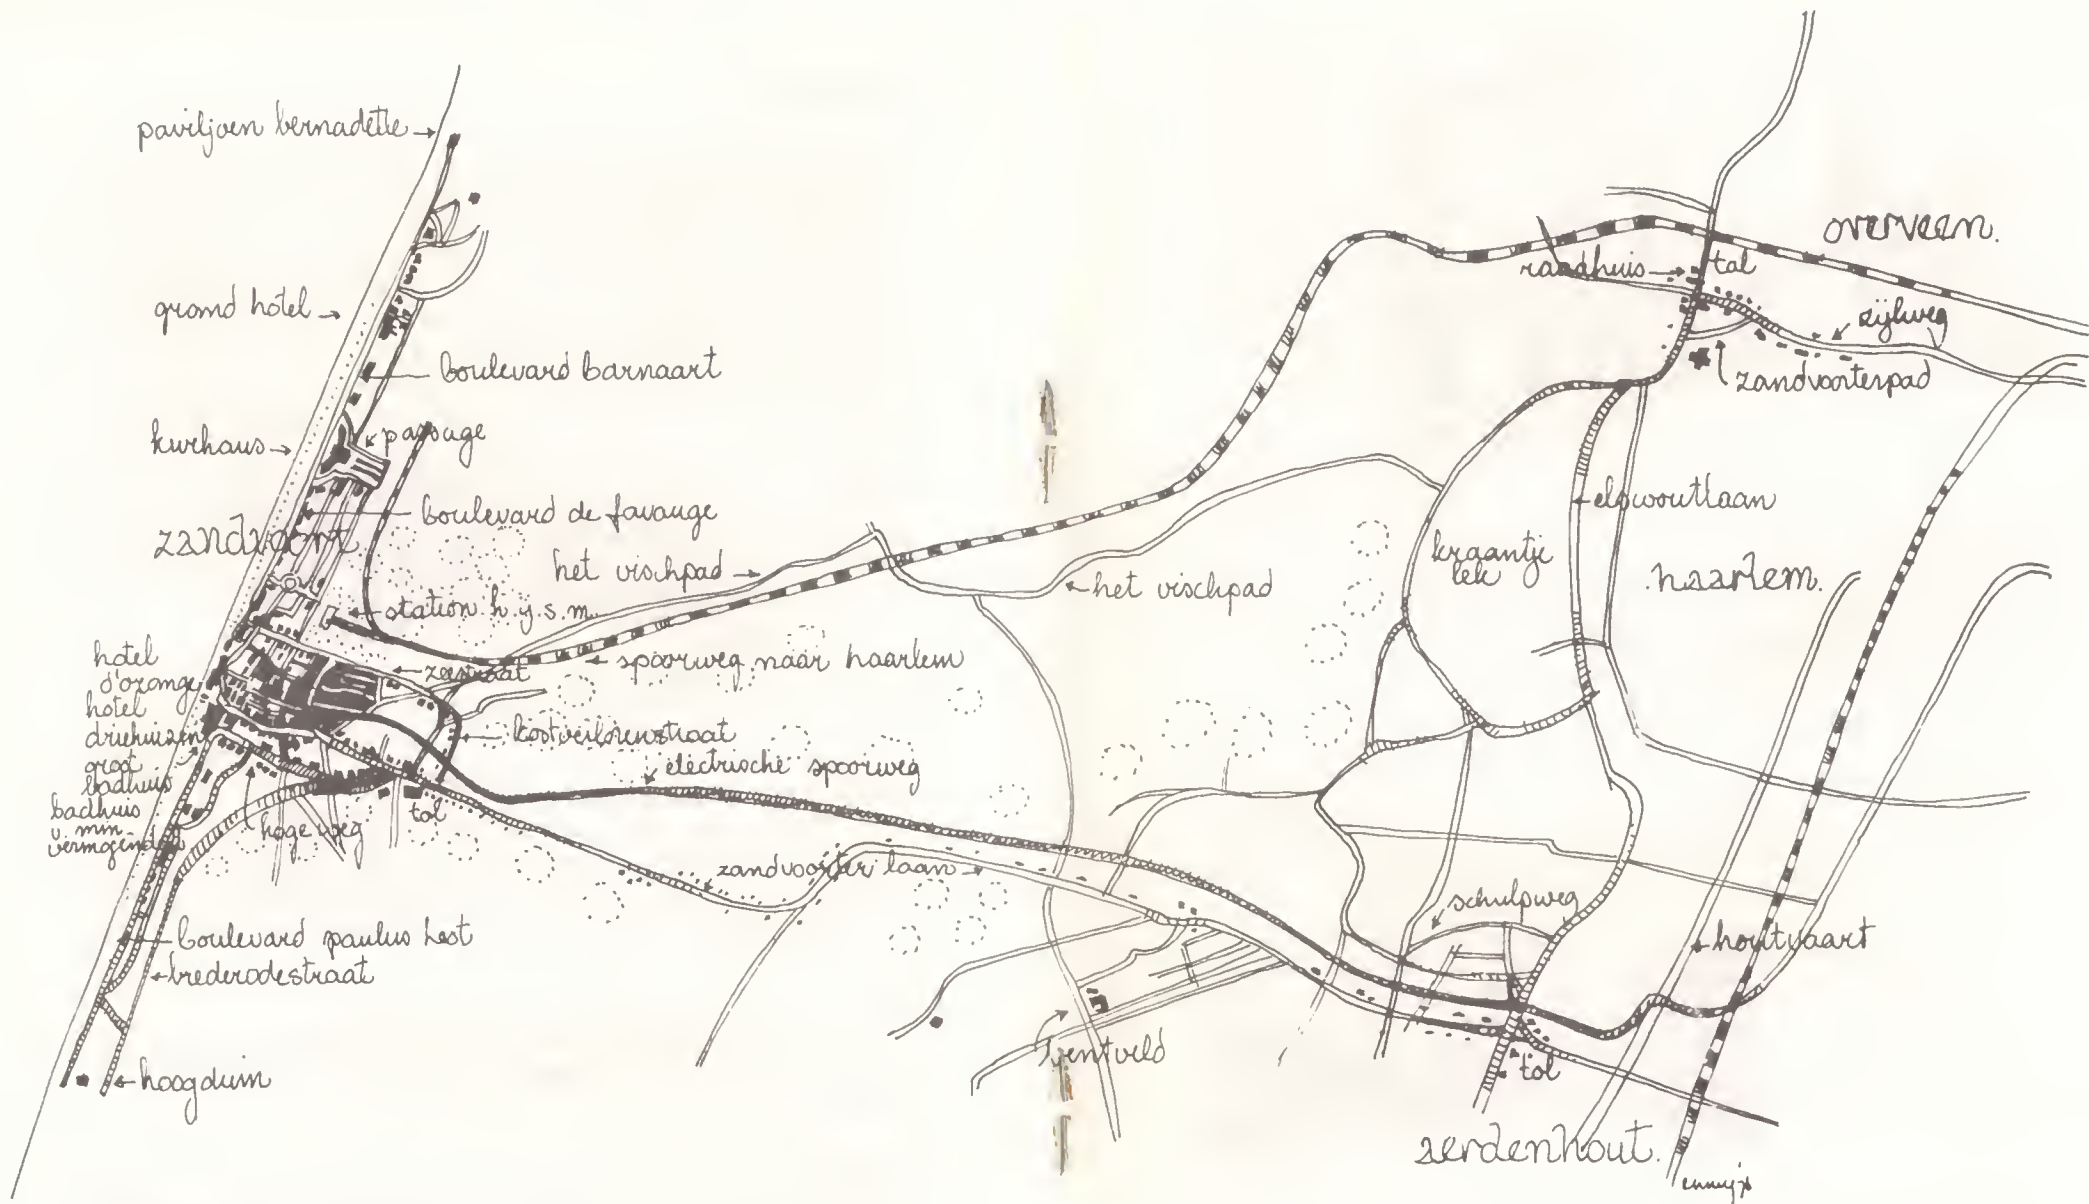 paviljoen bernadette
grand hotel
boulevard barnaart
kurhaus
passage
boulevard de favauge
zandvoort
het vischpad
station h.ÿ.s.m.
hotel
d'orange
hotel
driehuizen
groot
badhuis
badhuis
v. min-
vermogenden
zeestraat
spoorweg naar haarlem
kostverlorenstraat
electrische spoorweg
hoge weg
tol
zandvoorter laan
boulevard paulus loot
brederodestraat
hoogduin
overveen.
raadhuis
tol
zijlweg
zandvoorterpad
elswoutlaan
kraantje
lek
haarlem.
het vischpad
schulpweg
houtvaart
bentveld
tol
aerdenhout.